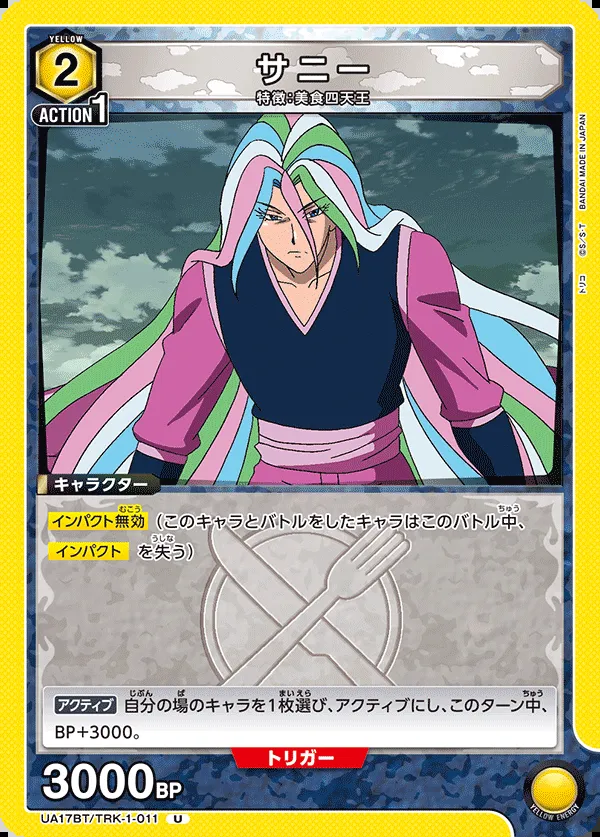 YELLOW
2
ACTION 1
サニー
特徴:美食四天王
トリコ ©S/S・T BANDAI MADE IN JAPAN
キャラクター
インパクト無効(このキャラとバトルをしたキャラはこのバトル中、
インパクト を失う)
アクティブ 自分の場のキャラを1枚選び、アクティブにし、このターン中、
BP+3000。
トリガー
3000BP
YELLOW ENERGY
UA17BT/TRK-1-011 U